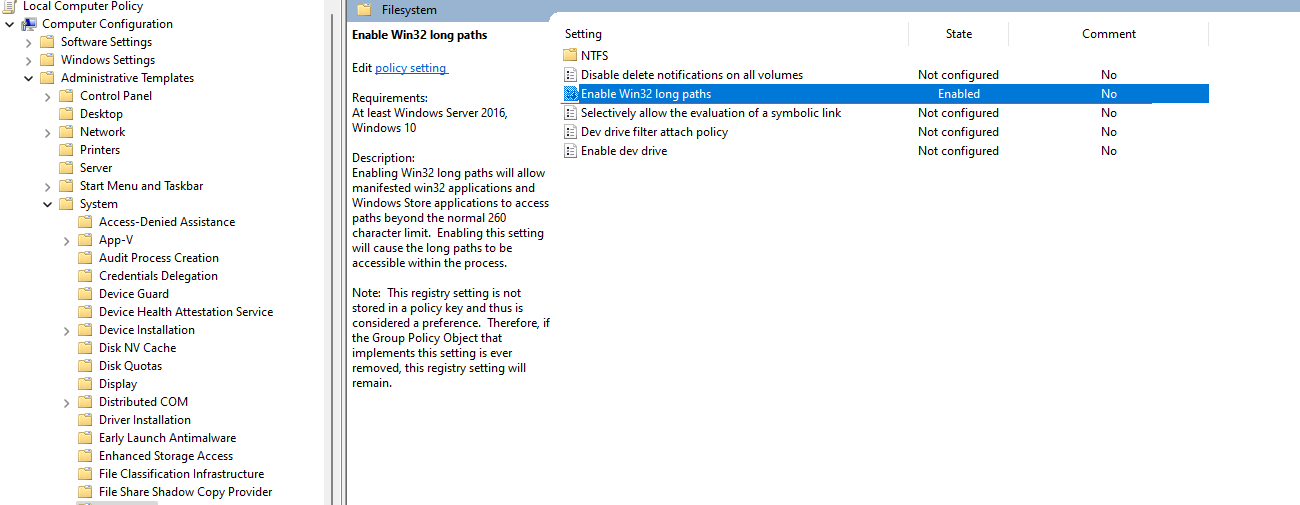 Local Computer Policy
Computer Configuration
Software Settings
Windows Settings
Administrative Templates
Control Panel
Desktop
Network
Printers
Server
Start Menu and Taskbar
System
Access-Denied Assistance
App-V
Audit Process Creation
Credentials Delegation
Device Guard
Device Health Attestation Service
Device Installation
Disk NV Cache
Disk Quotas
Display
Distributed COM
Driver Installation
Early Launch Antimalware
Enhanced Storage Access
File Classification Infrastructure
File Share Shadow Copy Provider
Filesystem
Enable Win32 long paths
Edit policy setting
Requirements:
At least Windows Server 2016,
Windows 10
Description:
Enabling Win32 long paths will allow
manifested win32 applications and
Windows Store applications to access
paths beyond the normal 260
character limit.  Enabling this setting
will cause the long paths to be
accessible within the process.
Note:  This registry setting is not
stored in a policy key and thus is
considered a preference.  Therefore, if
the Group Policy Object that
implements this setting is ever
removed, this registry setting will
remain.
Setting State Comment
NTFS
Disable delete notifications on all volumes Not configured No
Enable Win32 long paths Enabled No
Selectively allow the evaluation of a symbolic link Not configured No
Dev drive filter attach policy Not configured No
Enable dev drive Not configured No